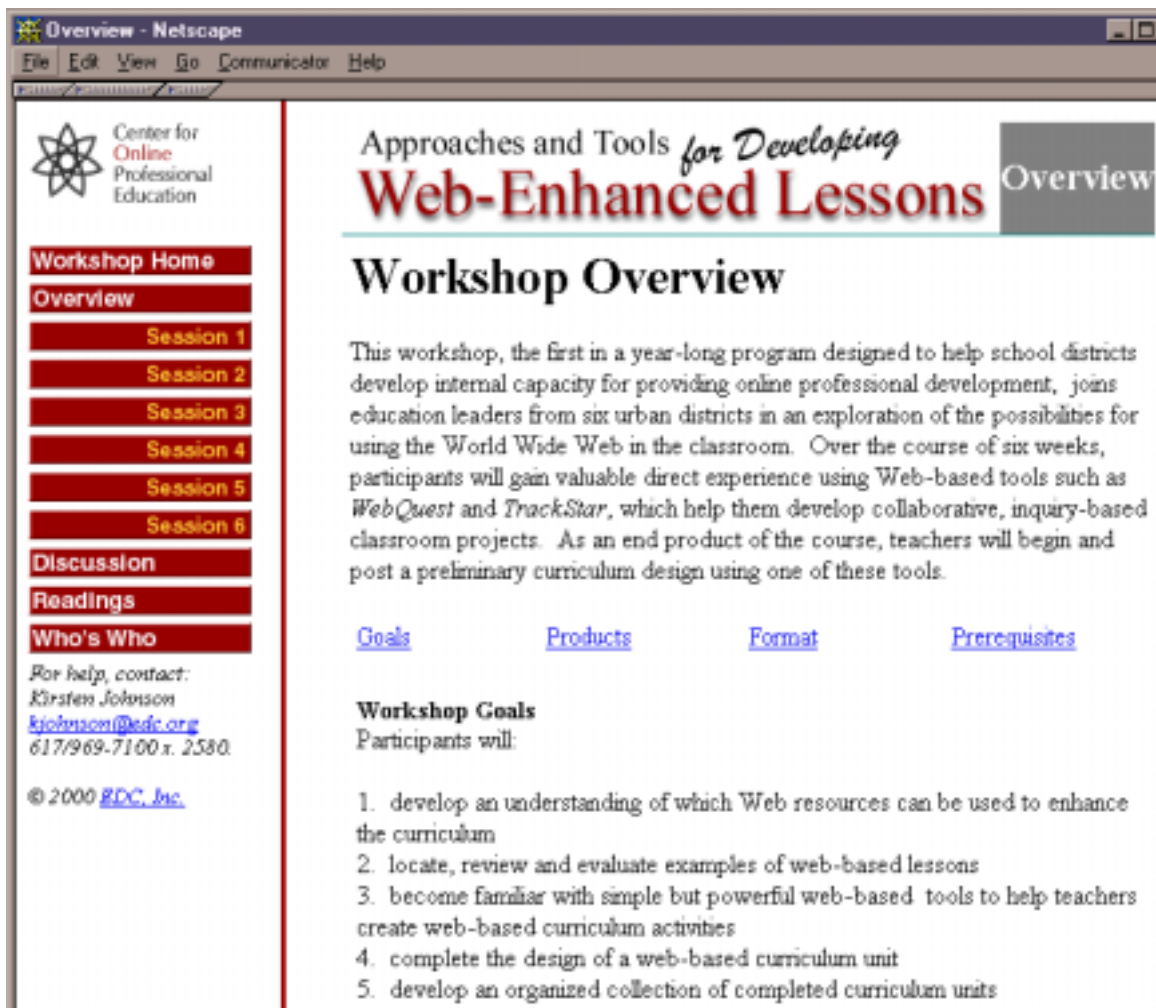 Overview - Netscape
File Edit View Go Communicator Help
Center for
Online
Professional
Education
Workshop Home
Overview
Session 1
Session 2
Session 3
Session 4
Session 5
Session 6
Discussion
Readings
Who's Who
For help, contact:
Kirsten Johnson
kjohnson@edc.org
617/969-7100 x. 2580.
© 2000 EDC, Inc.
Approaches and Tools for Developing
Web-Enhanced Lessons
Overview
Workshop Overview
This workshop, the first in a year-long program designed to help school districts
develop internal capacity for providing online professional development, joins
education leaders from six urban districts in an exploration of the possibilities for
using the World Wide Web in the classroom. Over the course of six weeks,
participants will gain valuable direct experience using Web-based tools such as
WebQuest and TrackStar, which help them develop collaborative, inquiry-based
classroom projects. As an end product of the course, teachers will begin and
post a preliminary curriculum design using one of these tools.
Goals Products Format Prerequisites
Workshop Goals
Participants will:
1. develop an understanding of which Web resources can be used to enhance
the curriculum
2. locate, review and evaluate examples of web-based lessons
3. become familiar with simple but powerful web-based tools to help teachers
create web-based curriculum activities
4. complete the design of a web-based curriculum unit
5. develop an organized collection of completed curriculum units